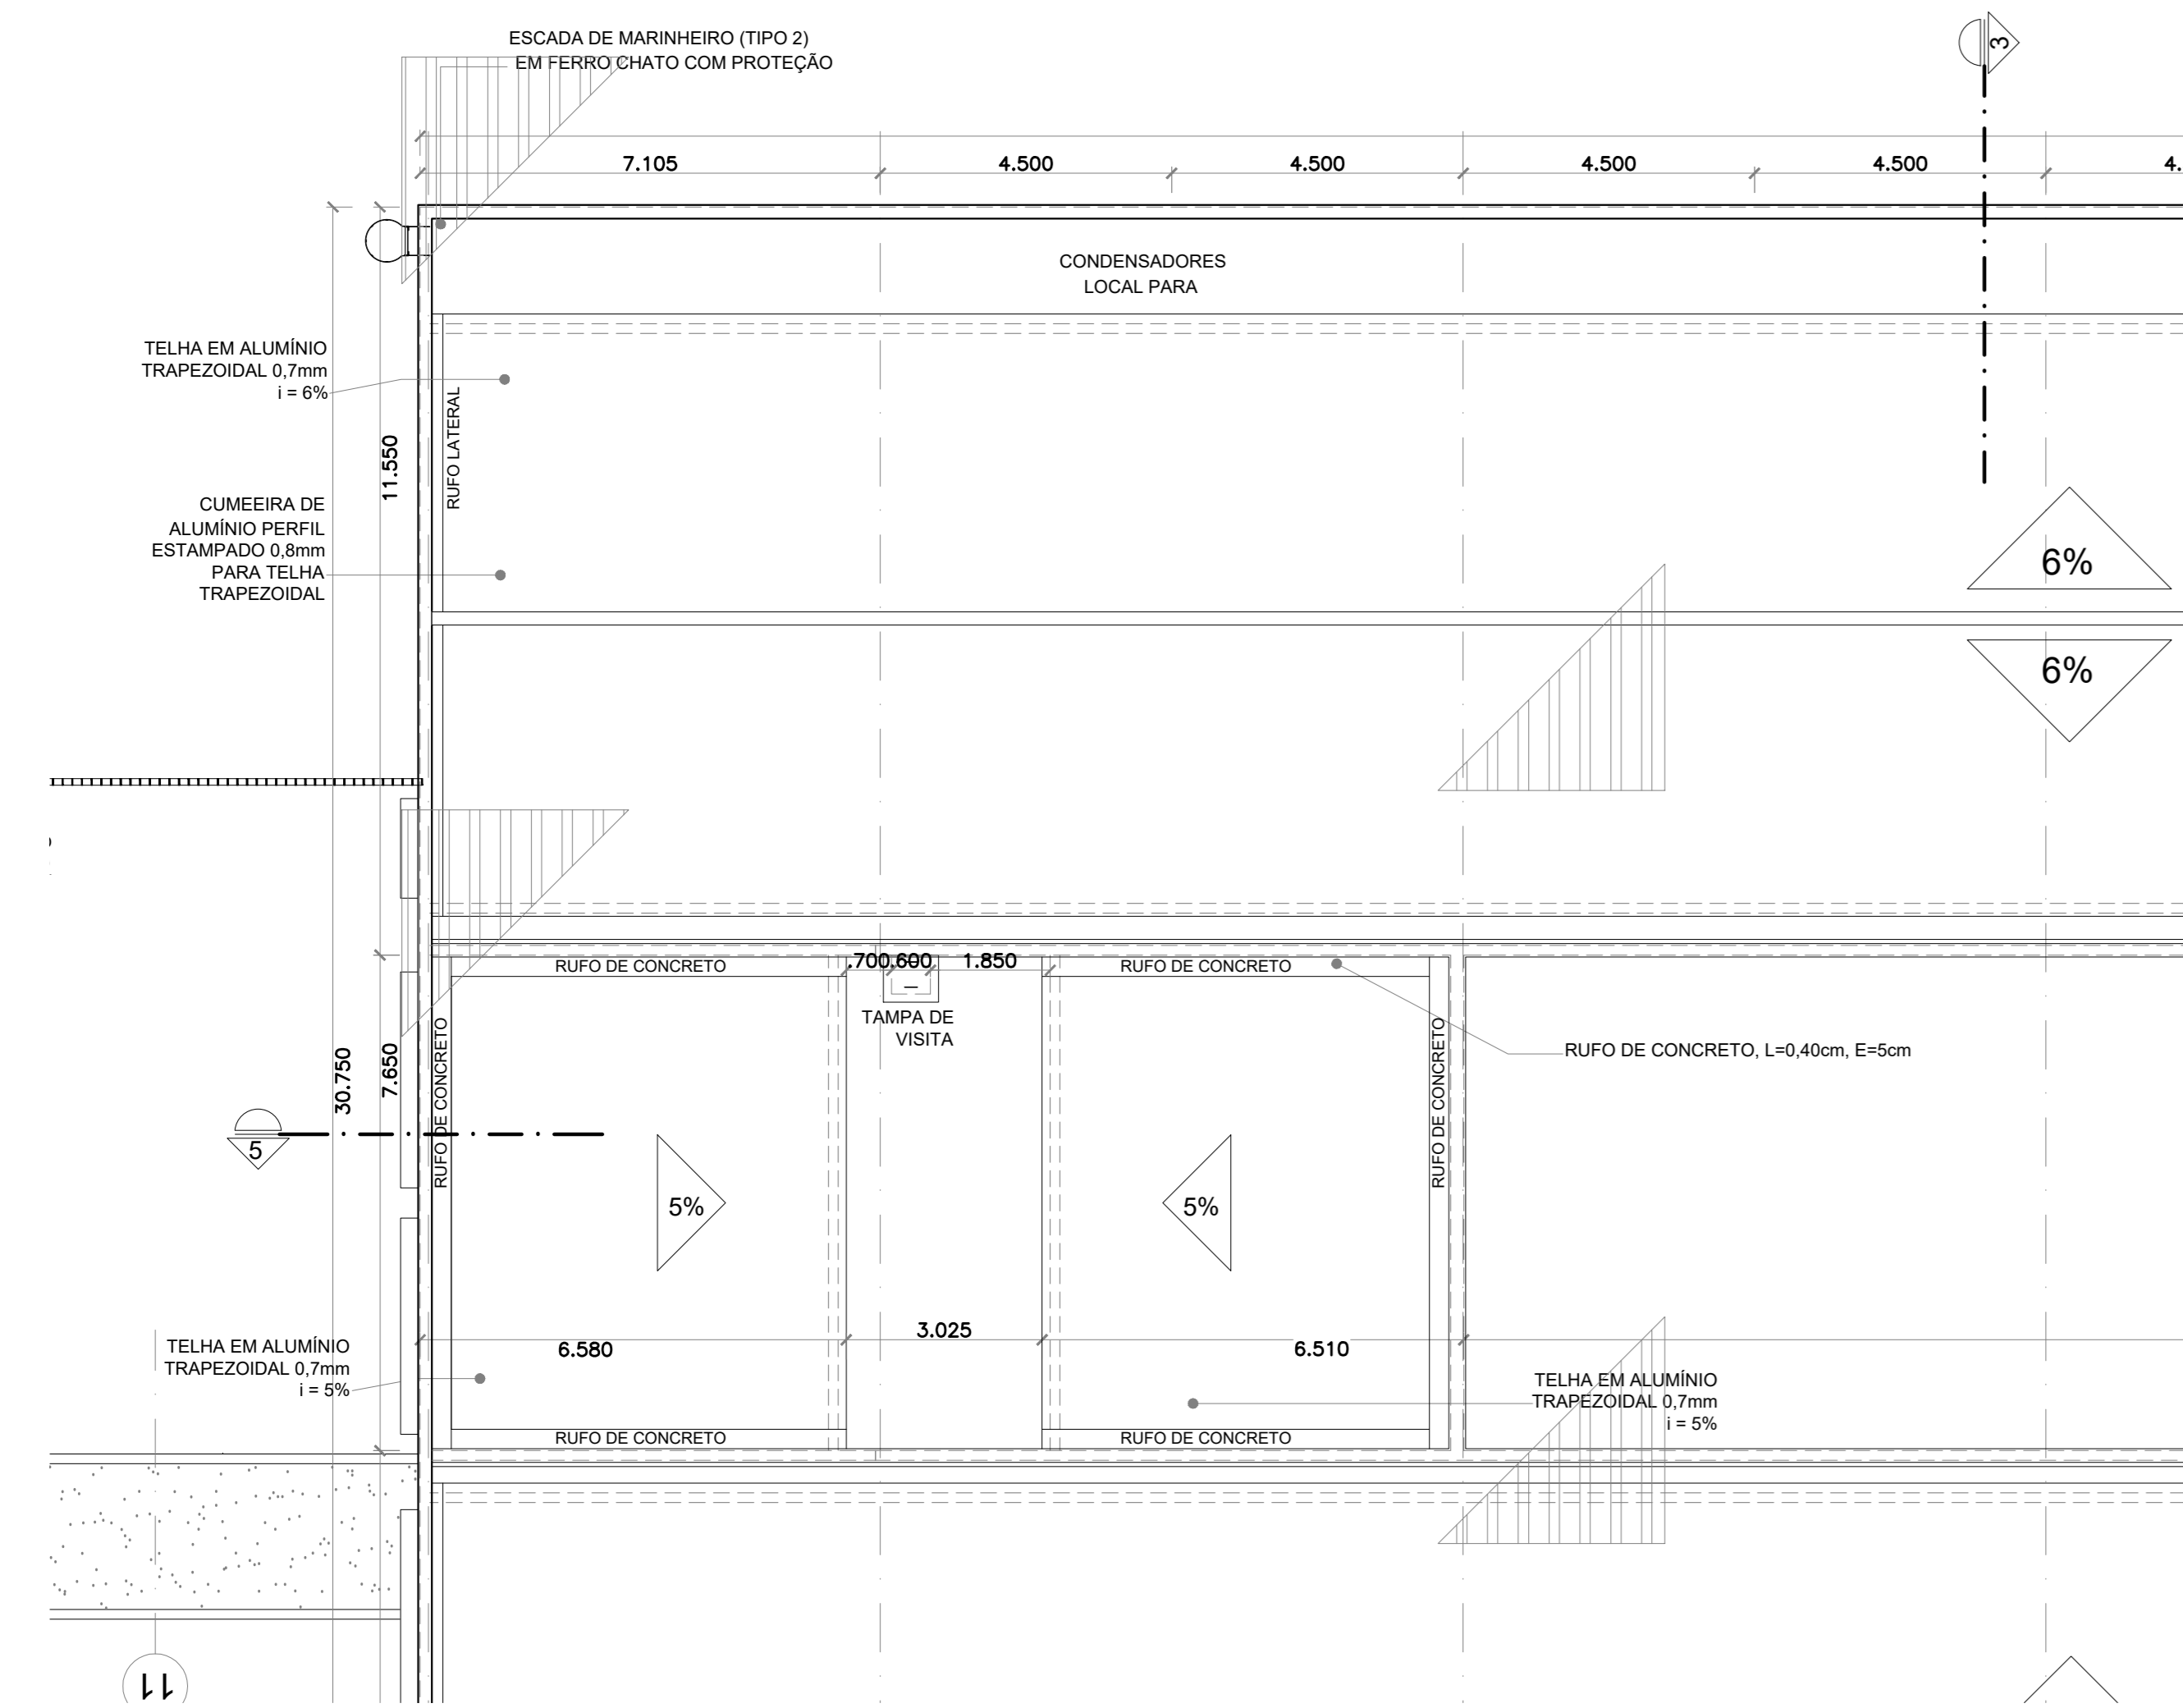 ESCADA DE MARINHEIRO (TIPO 2)
EM FERRO CHATO COM PROTEÇÃO
3
7.105
4.500
4.500
4.500
4.500
4.
CONDENSADORES
LOCAL PARA
TELHA EM ALUMÍNIO
TRAPEZOIDAL 0,7mm
i = 6%
11.550
RUFO LATERAL
CUMEEIRA DE
ALUMÍNIO PERFIL
ESTAMPADO 0,8mm
PARA TELHA
TRAPEZOIDAL
6%
6%
RUFO DE CONCRETO
.700
.600
1.850
RUFO DE CONCRETO
TAMPA DE
VISITA
RUFO DE CONCRETO, L=0,40cm, E=5cm
30.750
7.650
RUFO DE CONCRETO
RUFO DE CONCRETO
5
5%
5%
6.580
3.025
6.510
TELHA EM ALUMÍNIO
TRAPEZOIDAL 0,7mm
i = 5%
TELHA EM ALUMÍNIO
TRAPEZOIDAL 0,7mm
i = 5%
RUFO DE CONCRETO
RUFO DE CONCRETO
11